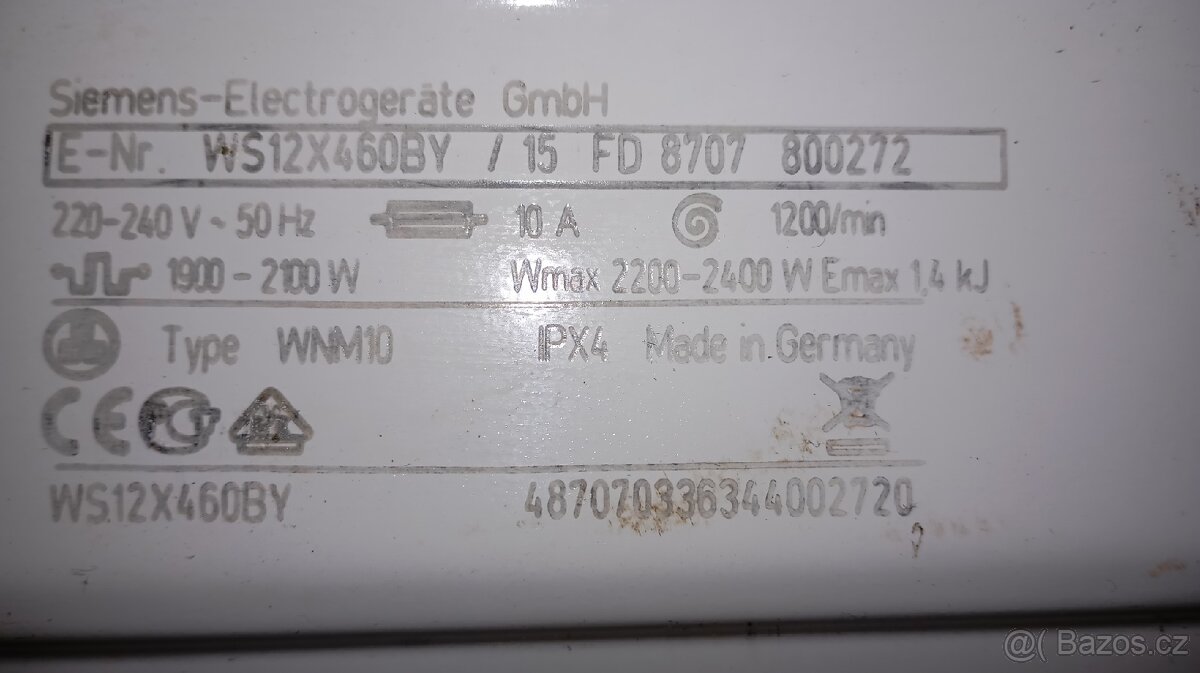 Siemens-Electrogeräte GmbH
E-Nr. WS12X460BY / 15 FD 8707 800272
220-240 V ~ 50 Hz 10 A 1200/min
1900 - 2100 W Wmax 2200-2400 W Emax 1,4 kJ
Type WNM10 IPX4 Made in Germany
CE
WS12X460BY 487070336344002720
@( Bazos.cz